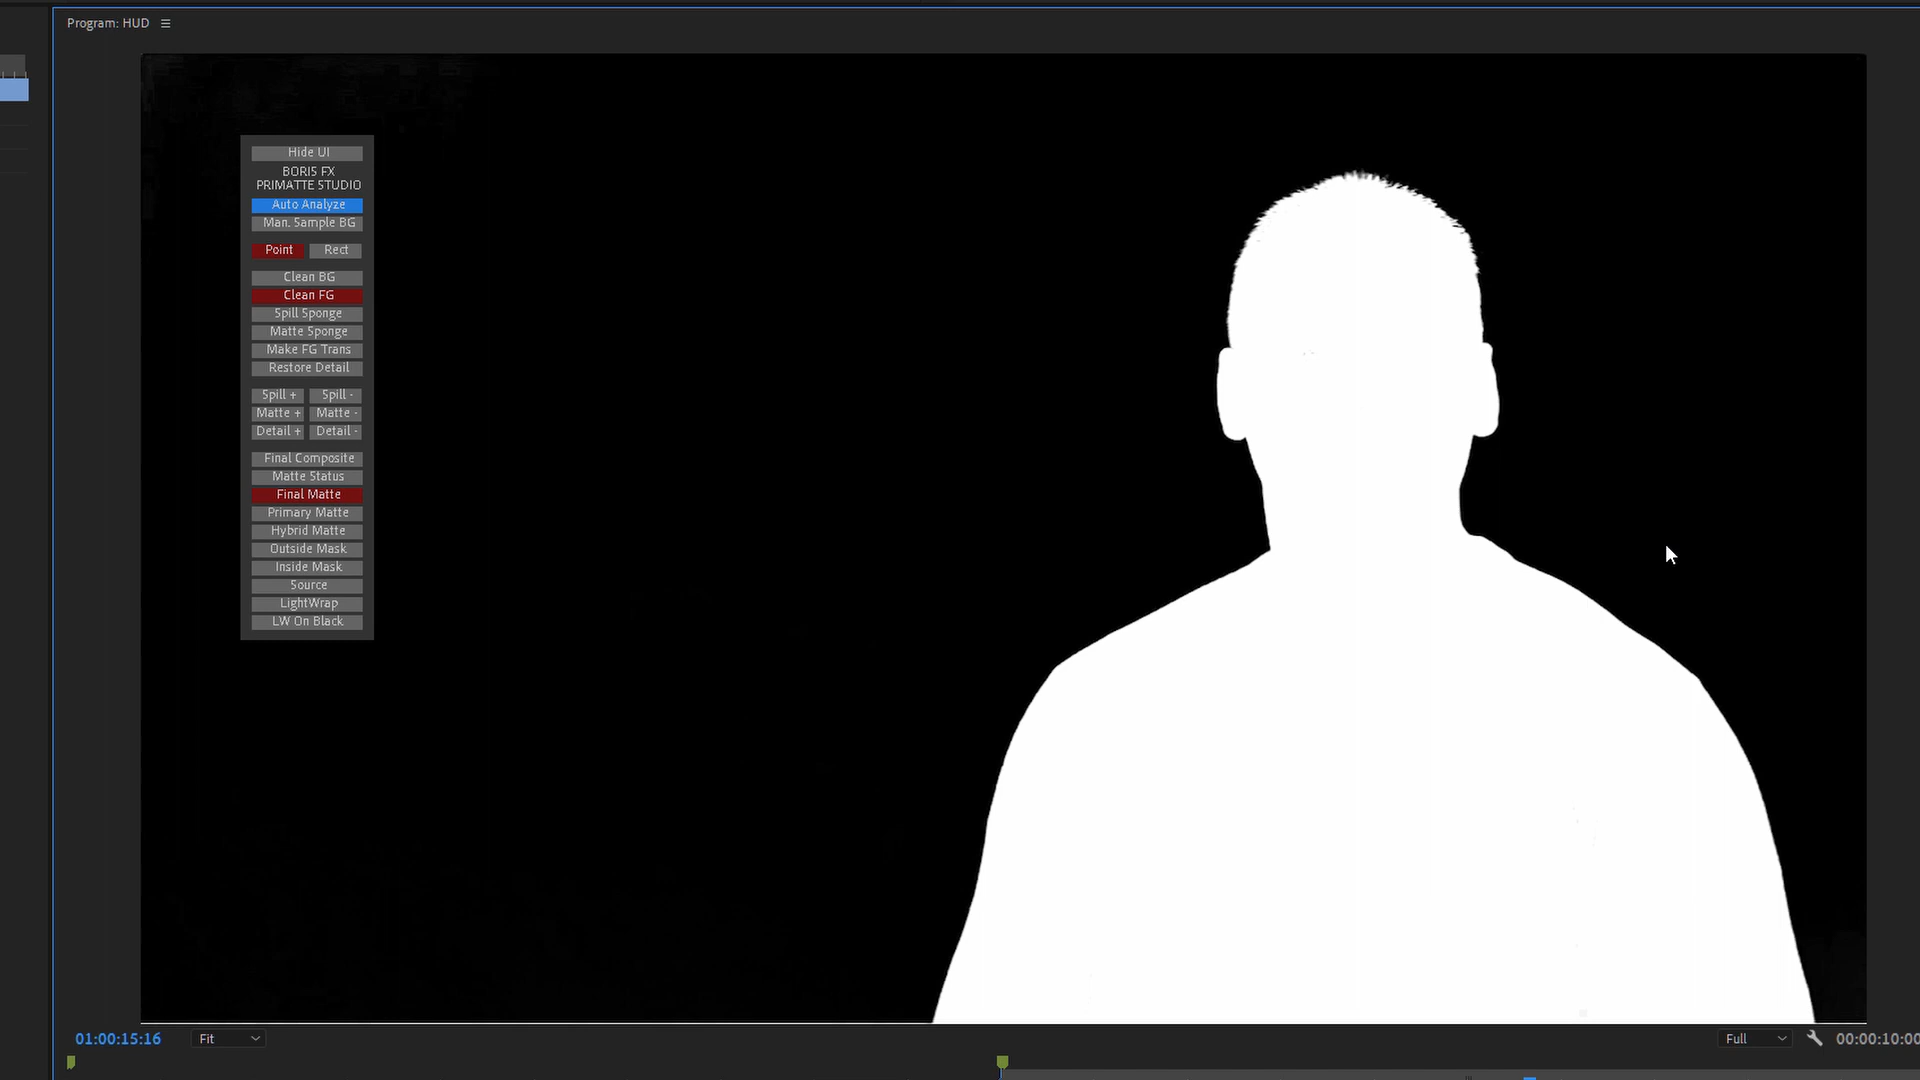 Program: HUD
Hide UI
BORIS FX
PRIMATTE STUDIO
Auto Analyze
Man. Sample BG
Point Rect
Clean BG
Clean FG
Spill Sponge
Matte Sponge
Make FG Trans
Restore Detail
Spill + Spill -
Matte + Matte -
Detail + Detail -
Final Composite
Matte Status
Final Matte
Primary Matte
Hybrid Matte
Outside Mask
Inside Mask
Source
LightWrap
LW On Black
01:00:15:16 Fit Full 00:00:10:00